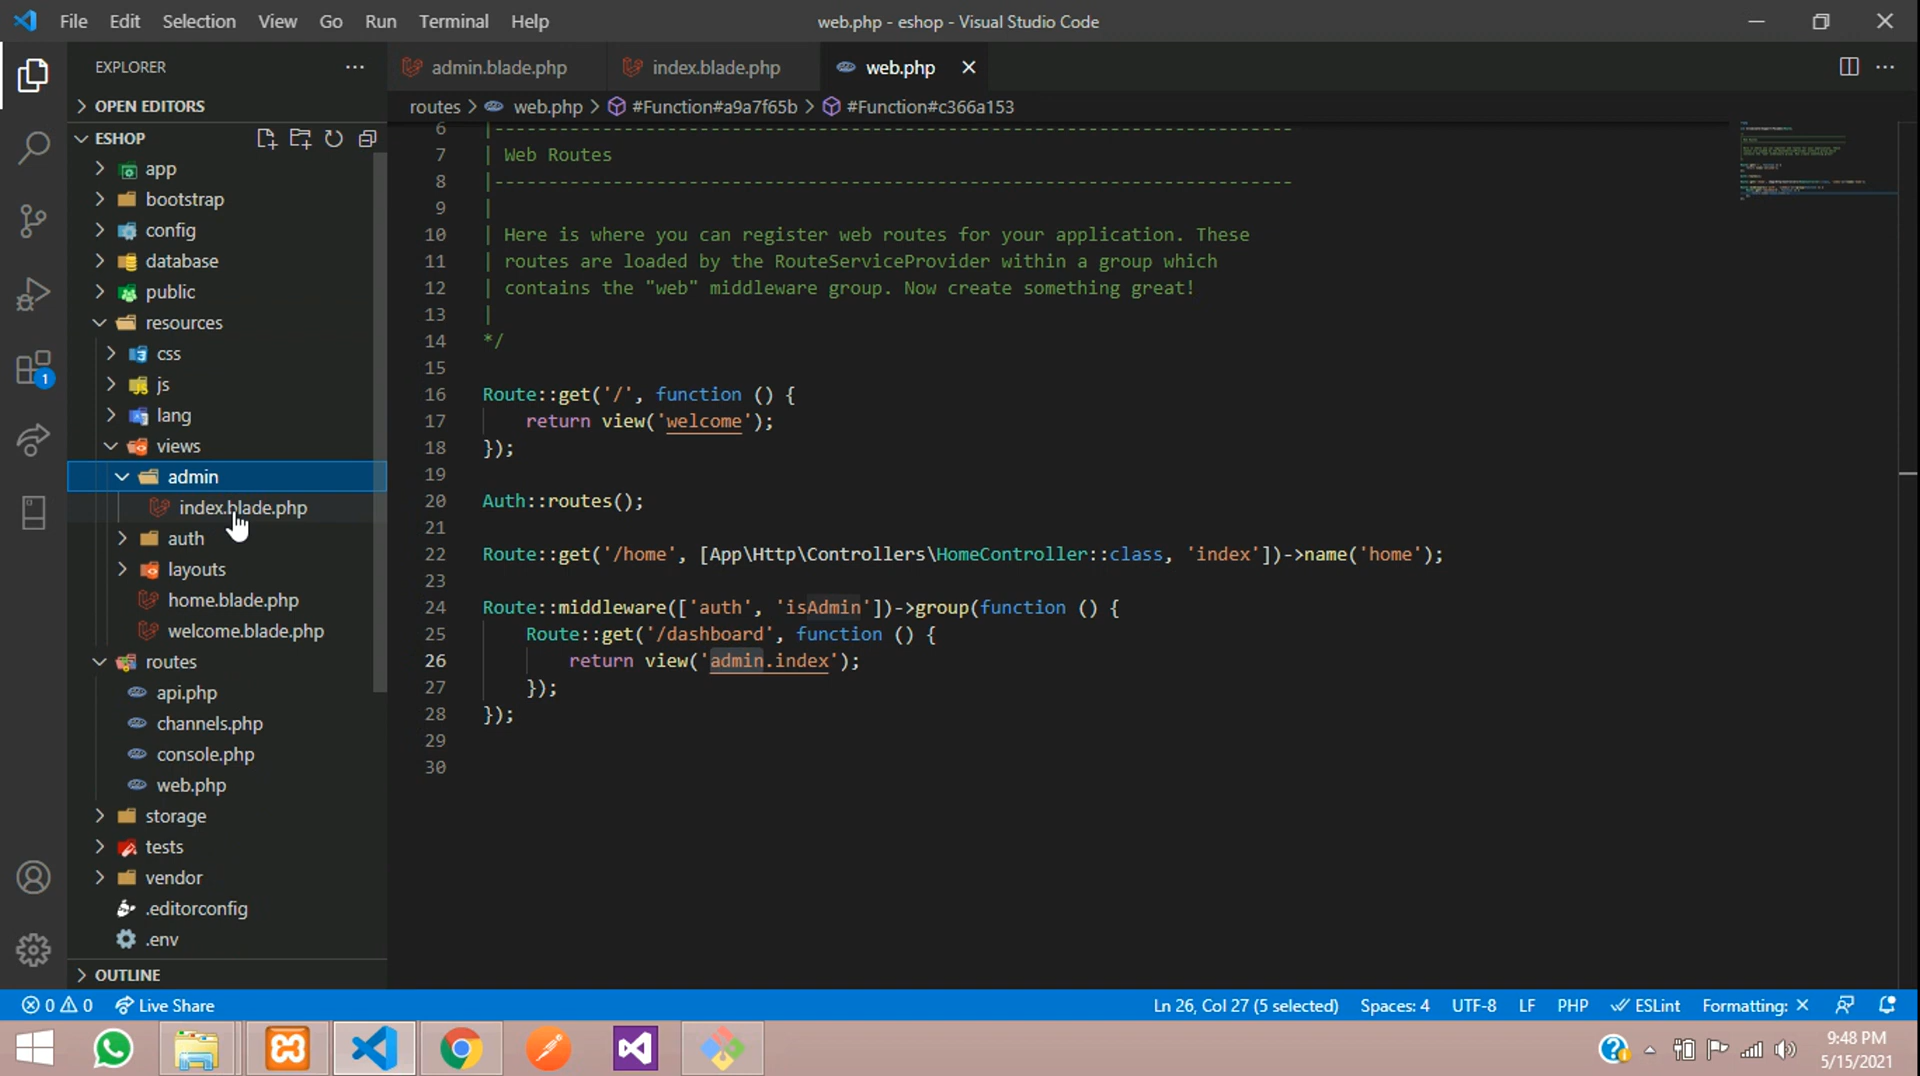 File Edit Selection View Go Run Terminal Help
web.php - eshop - Visual Studio Code
EXPLORER
OPEN EDITORS
ESHOP
app
bootstrap
config
database
public
resources
css
js
lang
views
admin
index.blade.php
auth
layouts
home.blade.php
welcome.blade.php
routes
api.php
channels.php
console.php
web.php
storage
tests
vendor
.editorconfig
.env
OUTLINE
1
admin.blade.php index.blade.php web.php
routes > web.php > #Function#a9a7f65b > #Function#c366a153
6 |--------------------------------------------------------------------------
7 | Web Routes
8 |--------------------------------------------------------------------------
9 |
10 | Here is where you can register web routes for your application. These
11 | routes are loaded by the RouteServiceProvider within a group which
12 | contains the "web" middleware group. Now create something great!
13 |
14 */
15
16 Route::get('/', function () {
17     return view('welcome');
18 });
19
20 Auth::routes();
21
22 Route::get('/home', [App\Http\Controllers\HomeController::class, 'index'])->name('home');
23
24 Route::middleware(['auth', 'isAdmin'])->group(function () {
25     Route::get('/dashboard', function () {
26         return view('admin.index');
27     });
28 });
29
30
0 0 Live Share
Ln 26, Col 27 (5 selected) Spaces: 4 UTF-8 LF PHP ESLint Formatting:
9:48 PM
5/15/2021